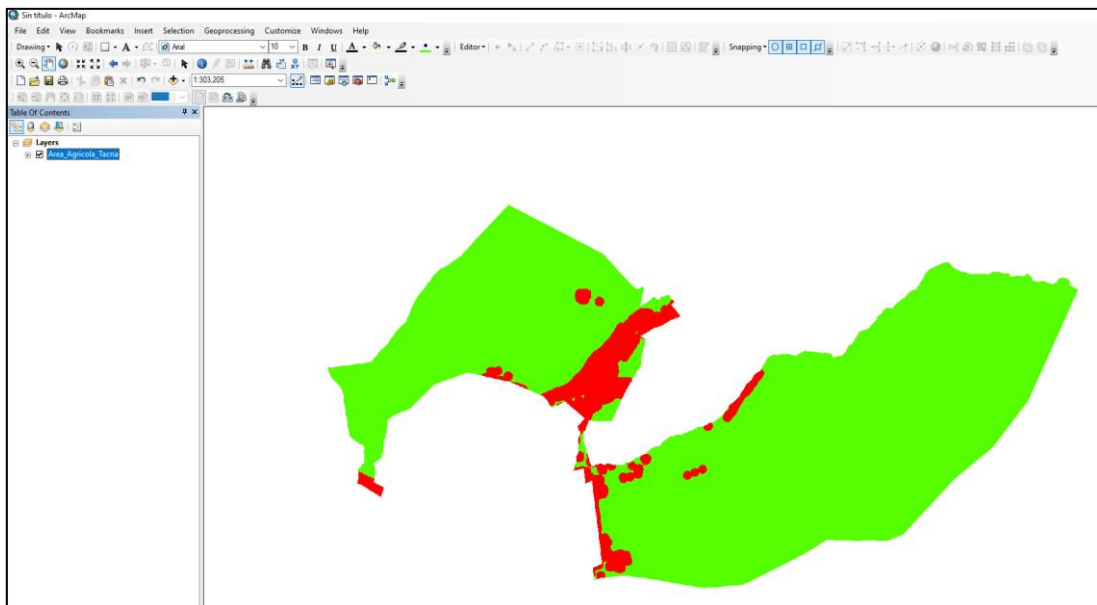 Sin título - ArcMap
File Edit View Bookmarks Insert Selection Geoprocessing Customize Windows Help
Drawing A Arial 10 B I U A Editor Snapping
1:303,205
Table Of Contents
Layers
Area_Agricola_Tacna